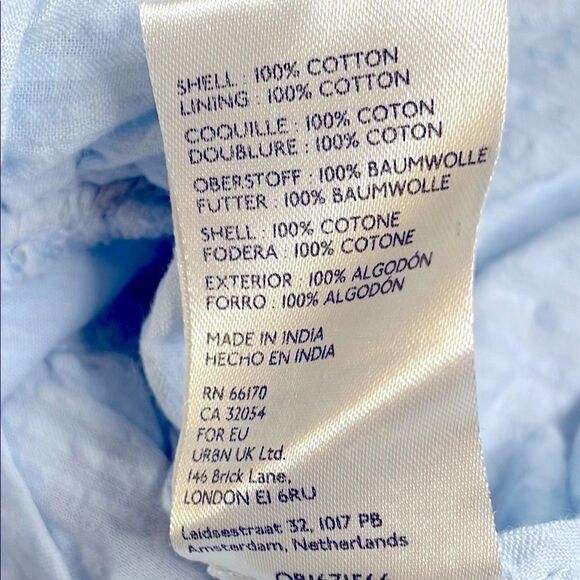 SHELL : 100% COTTON
LINING : 100% COTTON
COQUILLE : 100% COTON
DOUBLURE : 100% COTON
OBERSTOFF : 100% BAUMWOLLE
FUTTER : 100% BAUMWOLLE
SHELL : 100% COTONE
FODERA : 100% COTONE
EXTERIOR : 100% ALGODÓN
FORRO : 100% ALGODÓN
MADE IN INDIA
HECHO EN INDIA
RN 66170
CA 32054
FOR EU
URBN UK Ltd.
146 Brick Lane,
LONDON E1 6RU
Leidsestraat 32, 1017 PB
Amsterdam, Netherlands